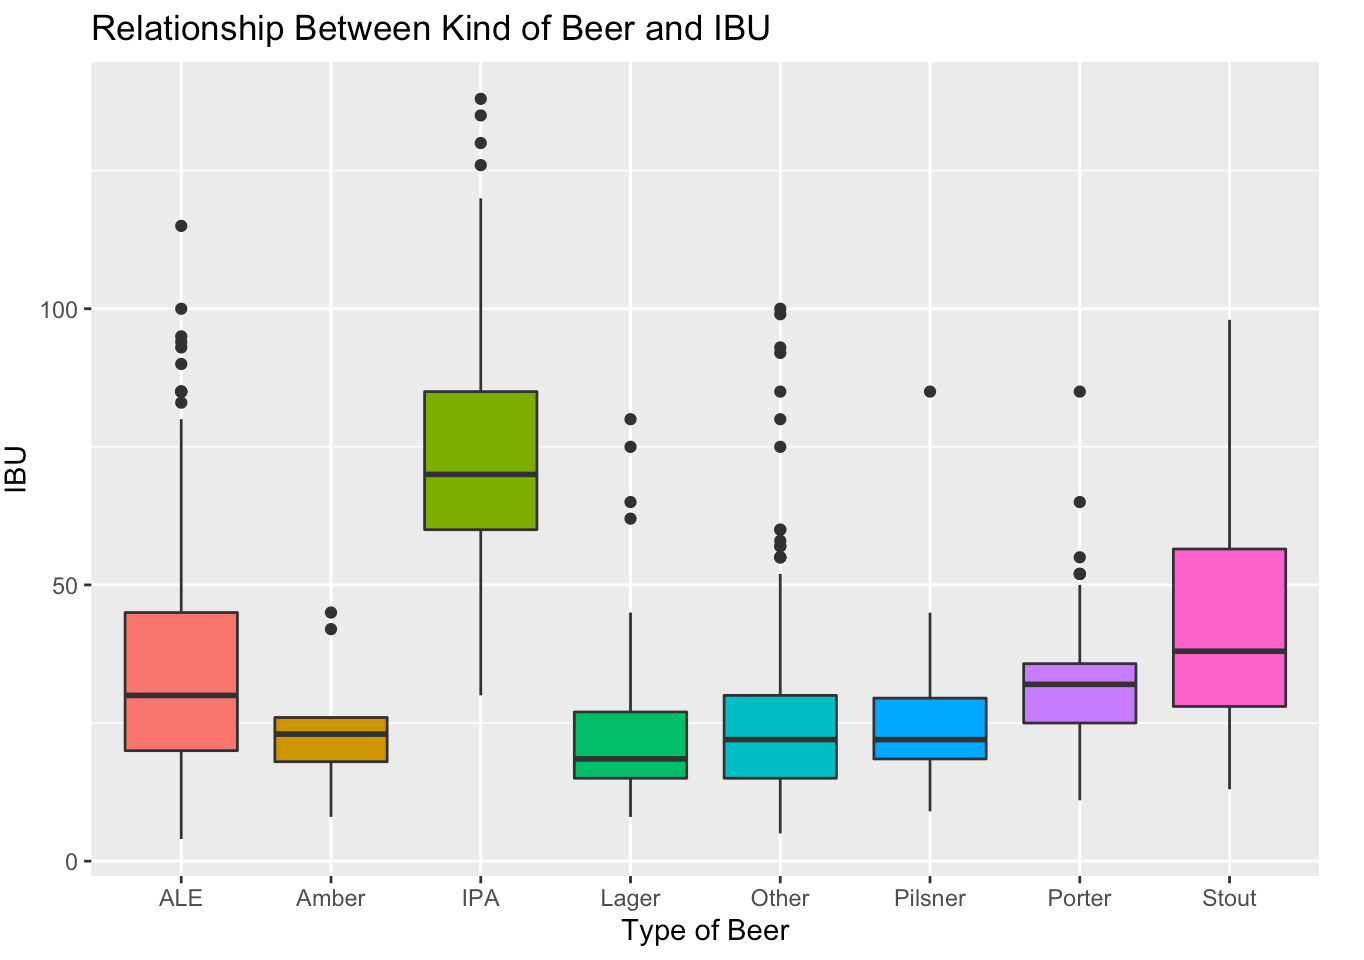 Relationship Between Kind of Beer and IBU
IBU
100
50
0
ALE Amber IPA Lager Other Pilsner Porter Stout
Type of Beer